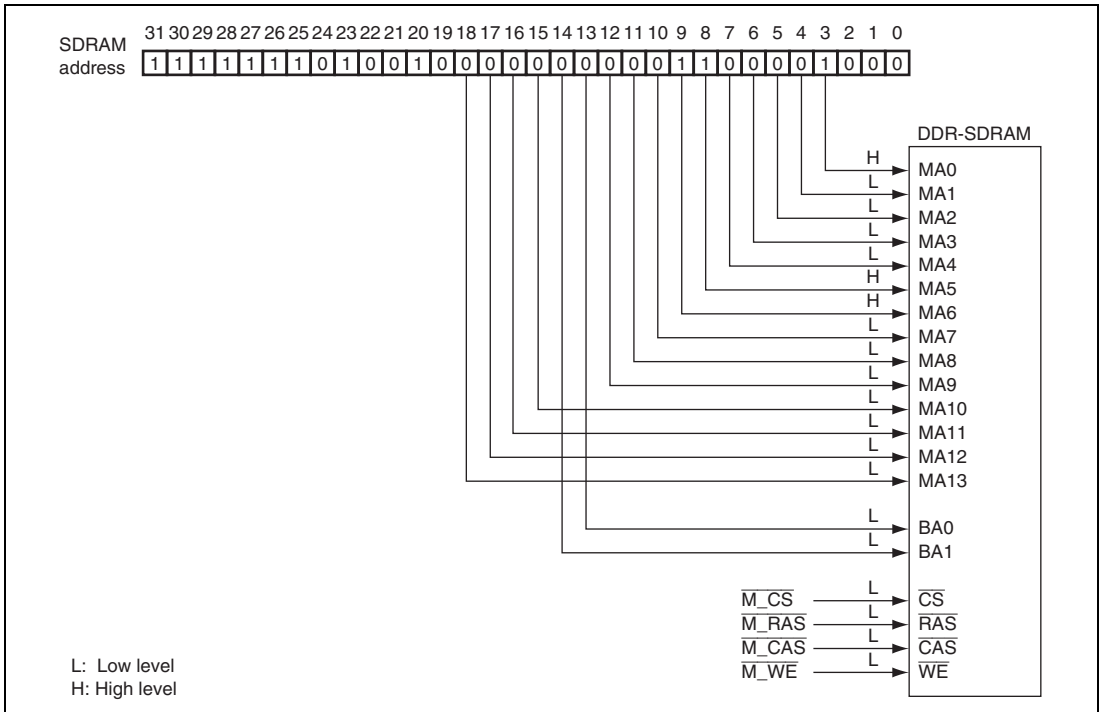 31 30 29 28 27 26 25 24 23 22 21 20 19 18 17 16 15 14 13 12 11 10 9 8 7 6 5 4 3 2 1 0
SDRAM
address
1 1 1 1 1 1 1 0 1 0 0 1 0 0 0 0 0 0 0 0 0 0 1 1 0 0 0 0 1 0 0 0
DDR-SDRAM
H MA0
L MA1
L MA2
L MA3
L MA4
H MA5
H MA6
L MA7
L MA8
L MA9
L MA10
L MA11
L MA12
L MA13
L BA0
L BA1
M_CS L CS
M_RAS L RAS
M_CAS L CAS
M_WE L WE
L: Low level
H: High level